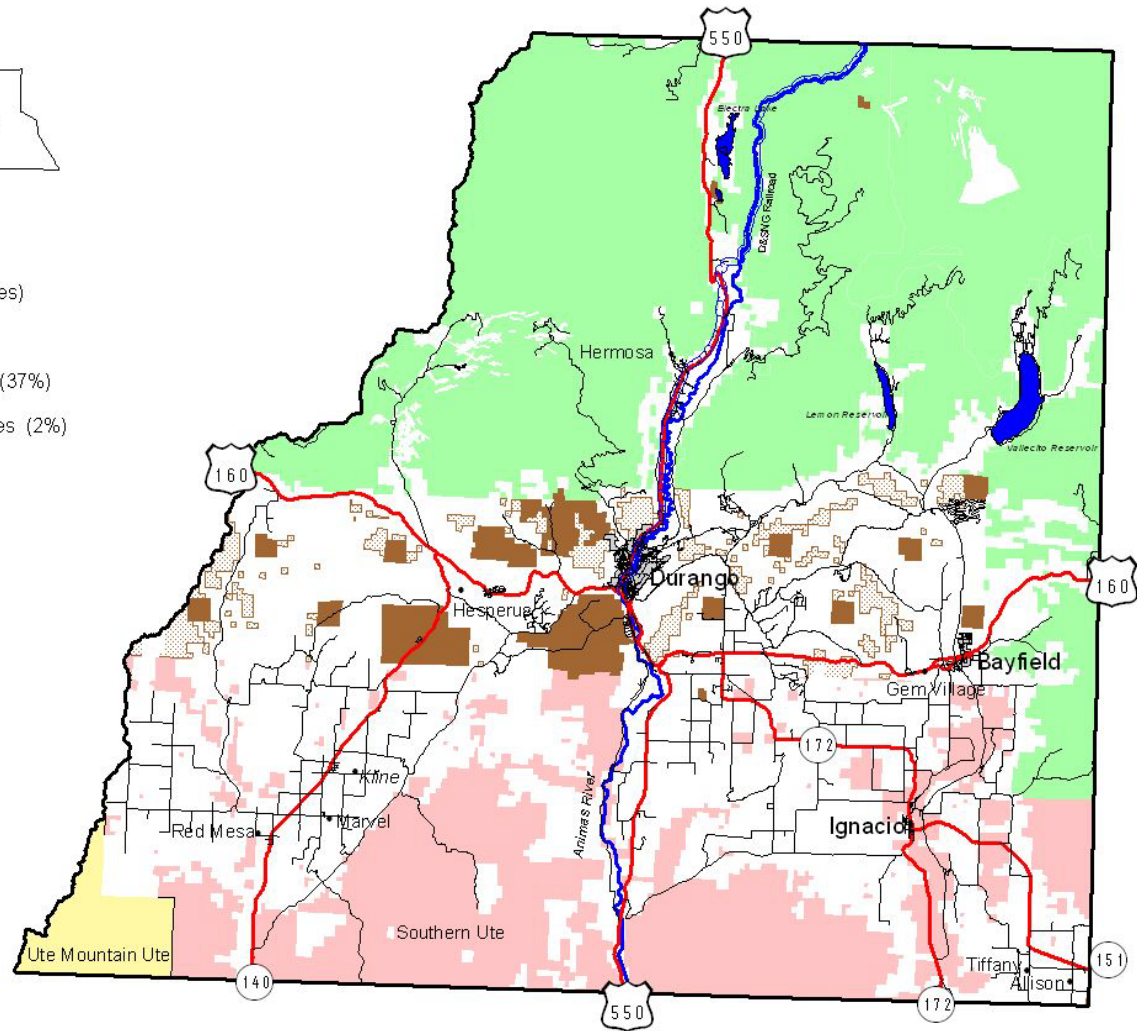 550
Electra Lake
D&SNG Railroad
es)
Hermosa
(37%)
Lemon Reservoir
es (2%)
Vallecito Reservoir
160
Durango
160
Hesperus
Bayfield
Gem Village
172
Kline
Animas River
Marvel
Red Mesa
Ignacio
Southern Ute
Ute Mountain Ute
151
Tiffany
Allison
140
172
550